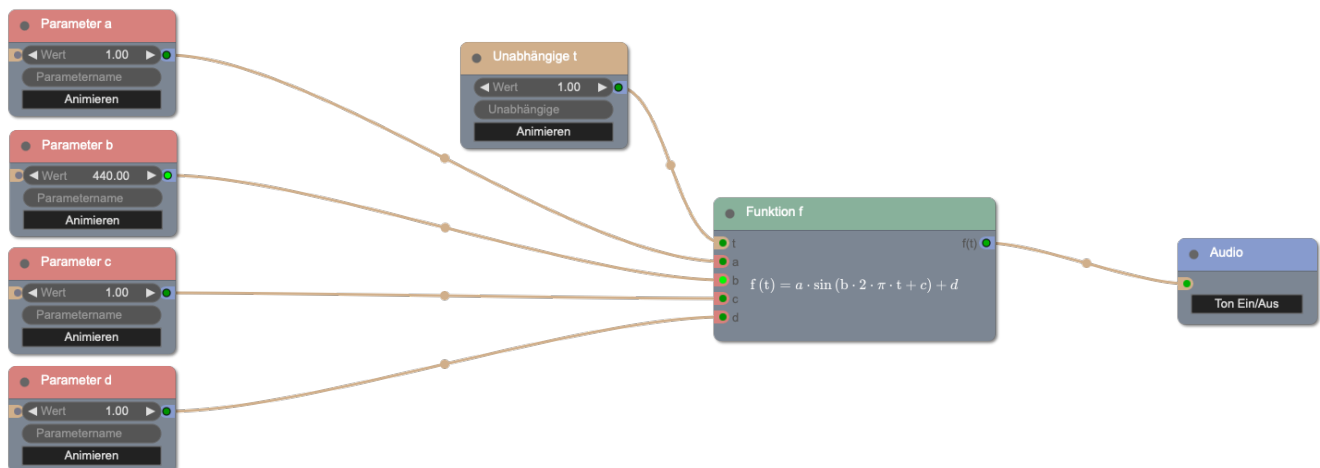 Parameter a
Wert 1.00
Parametername
Animieren
Parameter b
Wert 440.00
Parametername
Animieren
Parameter c
Wert 1.00
Parametername
Animieren
Parameter d
Wert 1.00
Parametername
Animieren
Unabhängige t
Wert 1.00
Unabhängige
Animieren
Funktion f
t f(t)
a
b
c
d
f (t) = a · sin (b · 2 · π · t + c) + d
Audio
Ton Ein/Aus